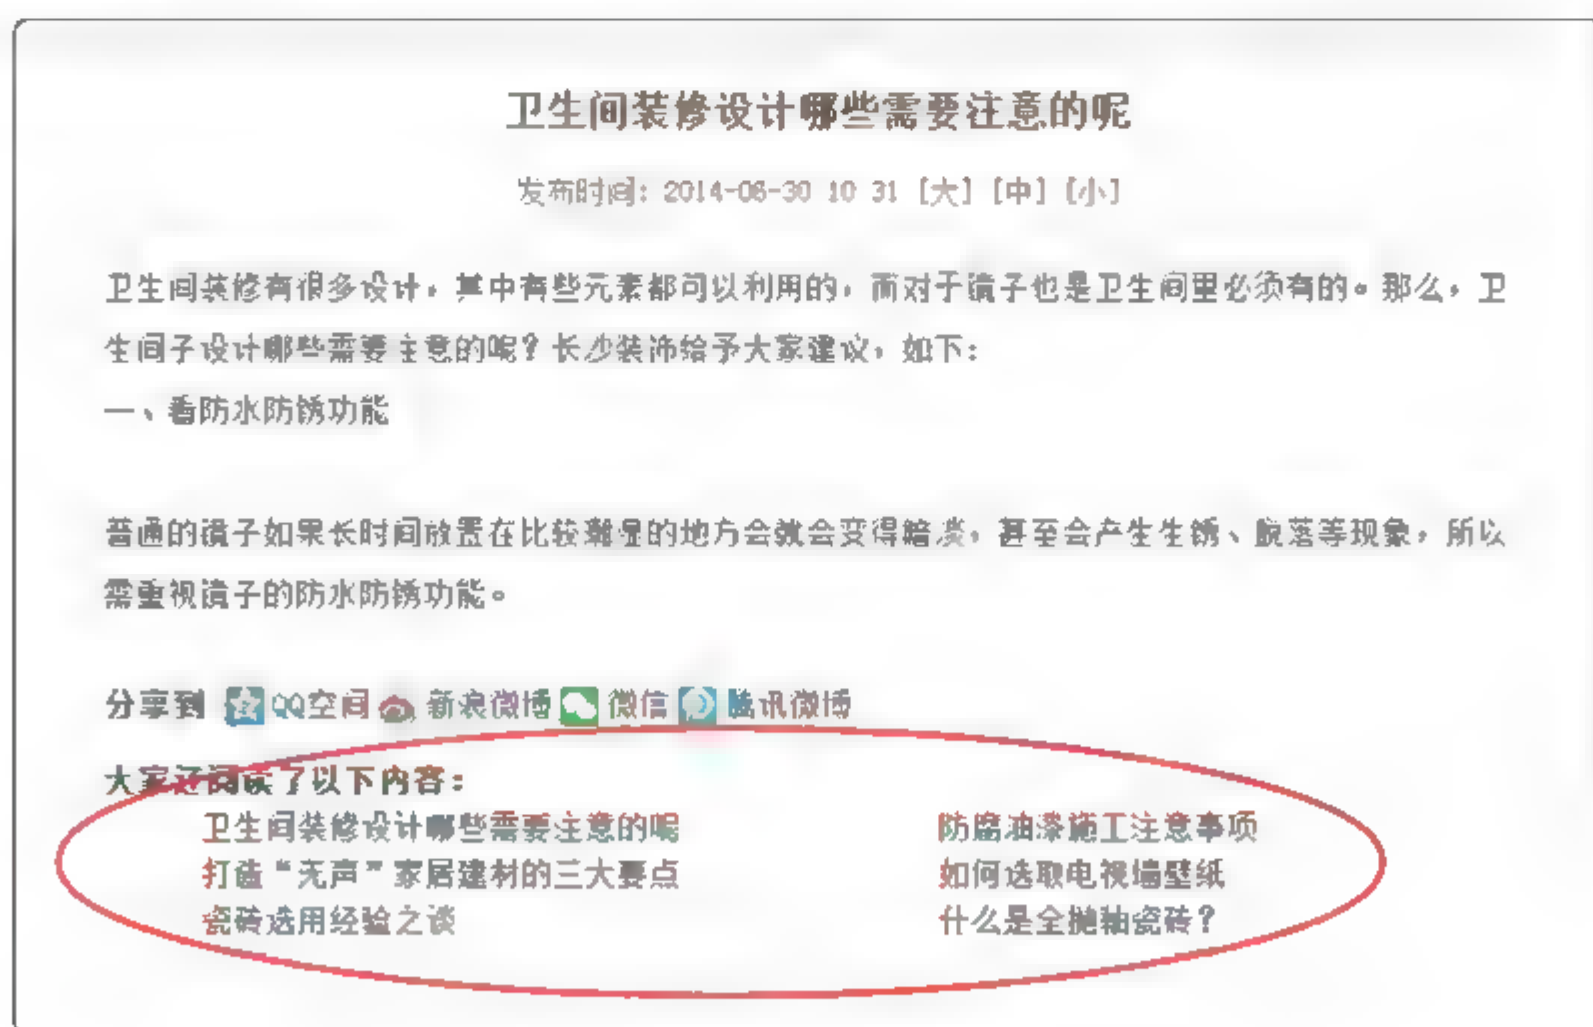 卫生间装修设计哪些需要注意的呢
发布时间：2014-06-30 10 31 [大] [中] [小]
卫生间装修有很多设计，其中有些元素都可以利用的，而对于镜子也是卫生间里必须有的。那么，卫
生间子设计哪些需要注意的呢？长沙装饰给予大家建议，如下：
一、看防水防锈功能
普通的镜子如果长时间放置在比较潮湿的地方会就会变得暗淡，甚至会产生生锈、脱落等现象，所以
需重视镜子的防水防锈功能。
分享到 QQ空间 新浪微博 微信 腾讯微博
大家还阅读了以下内容：
卫生间装修设计哪些需要注意的呢 防腐油漆施工注意事项
打造“无声”家居建材的三大要点 如何选取电视墙壁纸
瓷砖选用经验之谈 什么是全抛釉瓷砖？